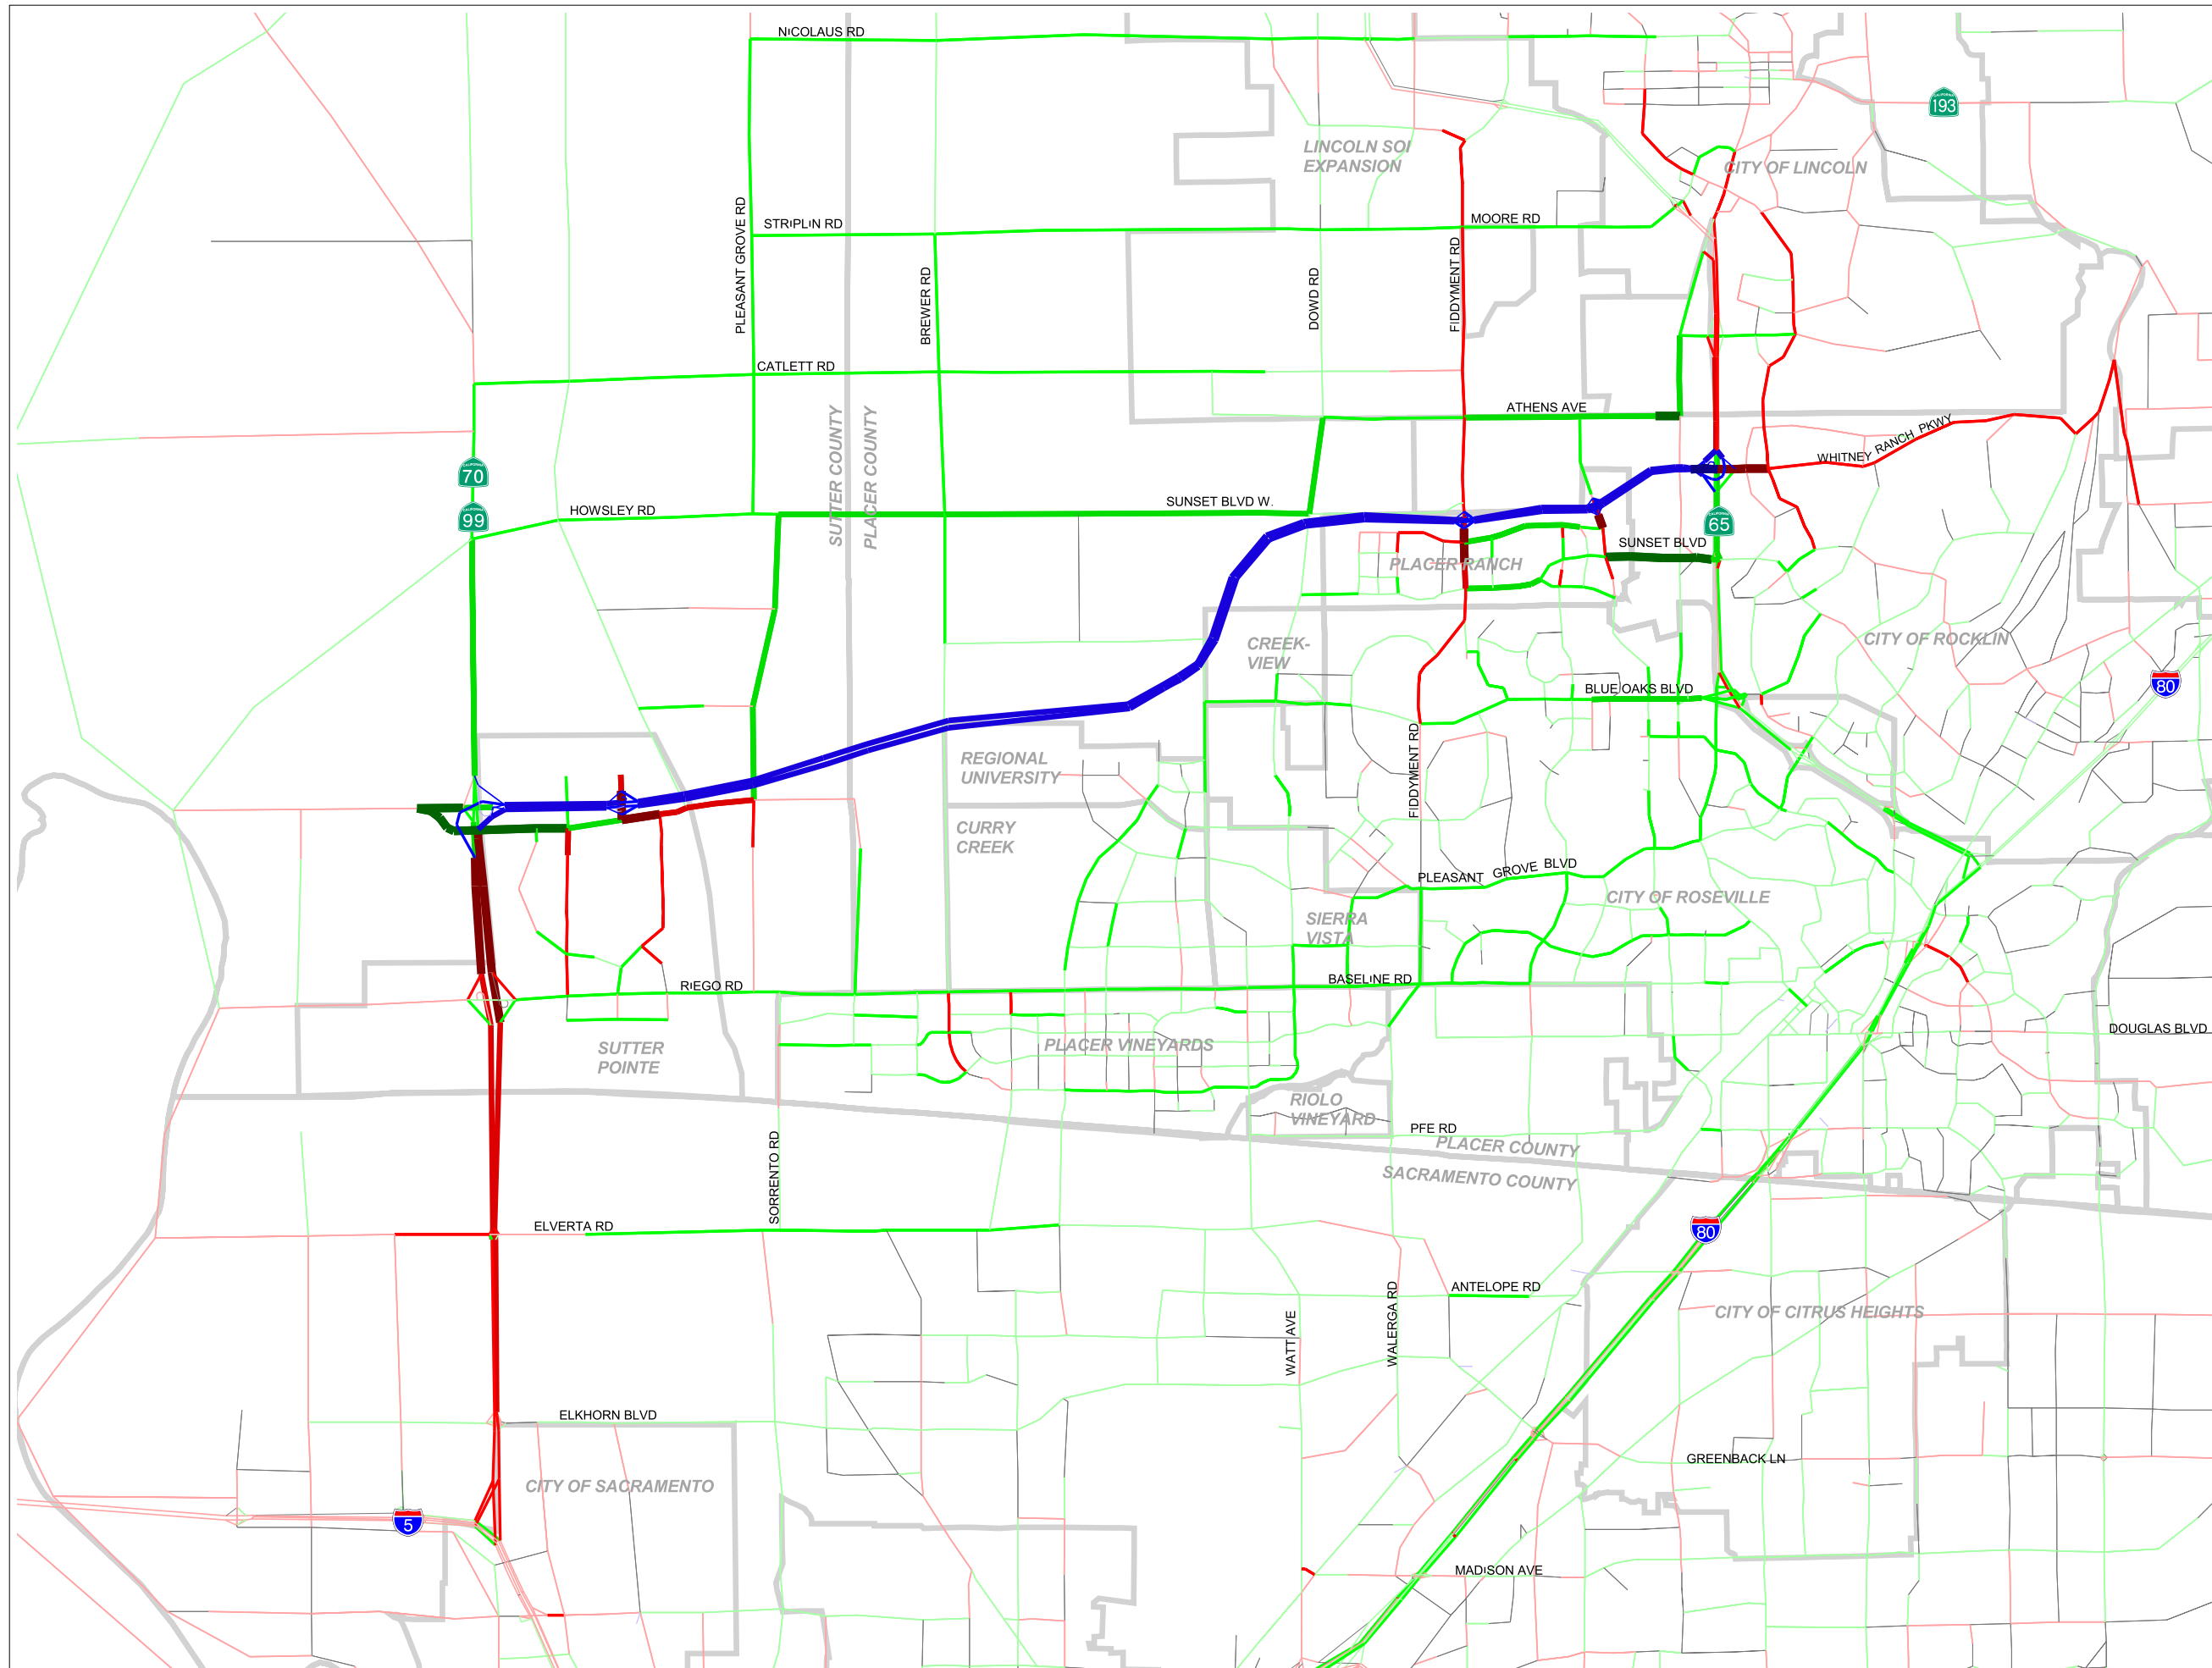 NICOLAUS RD
CALIFORNIA
193
LINCOLN SOI
EXPANSION
CITY OF LINCOLN
PLEASANT GROVE RD
STRIPLIN RD
MOORE RD
BREWER RD
DOWD RD
FIDDYMENT RD
CATLETT RD
ATHENS AVE
SUTTER COUNTY
PLACER COUNTY
WHITNEY RANCH PKWY
CALIFORNIA
70
CALIFORNIA
99
HOWSLEY RD
SUNSET BLVD W.
CALIFORNIA
65
SUNSET BLVD
PLACER RANCH
CREEK-
VIEW
CITY OF ROCKLIN
80
BLUE OAKS BLVD
REGIONAL
UNIVERSITY
FIDDYMENT RD
CURRY
CREEK
PLEASANT GROVE BLVD
CITY OF ROSEVILLE
SIERRA
VISTA
RIEGO RD
BASELINE RD
SUTTER
POINTE
PLACER VINEYARDS
DOUGLAS BLVD
RIOLO
VINEYARD
PFE RD
PLACER COUNTY
SACRAMENTO COUNTY
SORRENTO RD
ELVERTA RD
80
ANTELOPE RD
WATT AVE
WALERGA RD
CITY OF CITRUS HEIGHTS
ELKHORN BLVD
GREENBACK LN
CITY OF SACRAMENTO
5
MADISON AVE